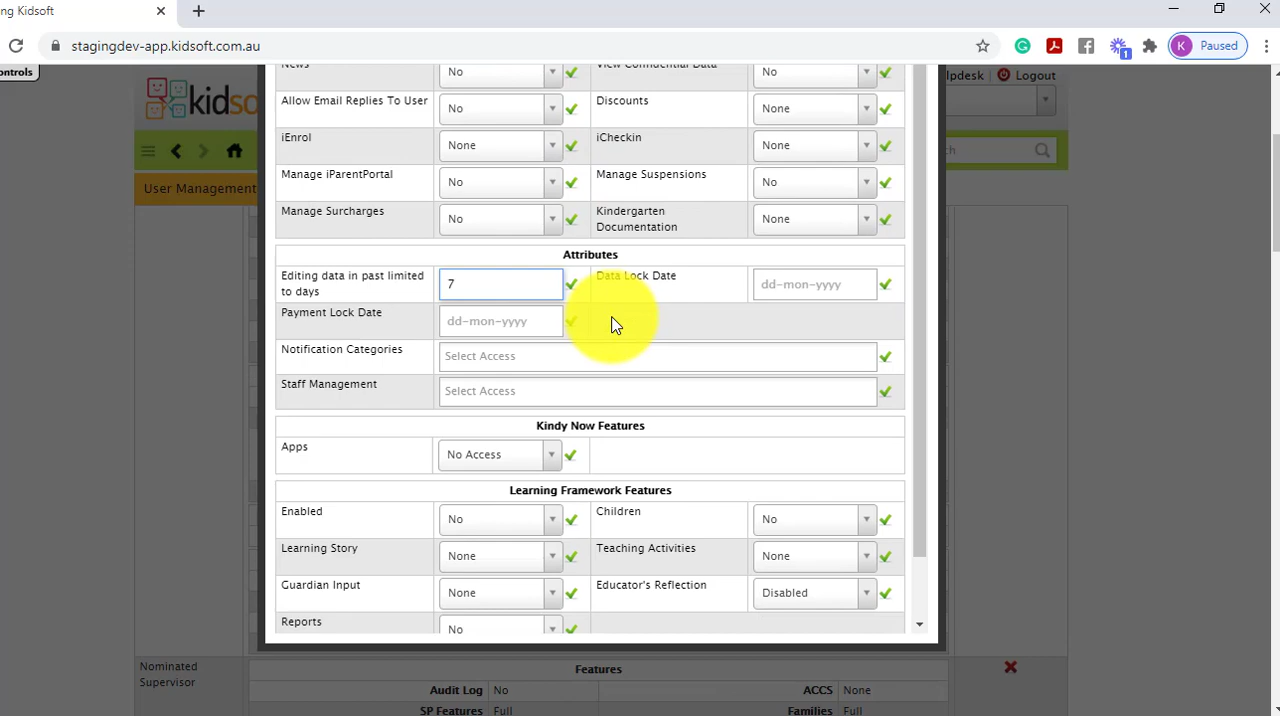 ng Kidsoft
stagingdev-app.kidsoft.com.au
1
K Paused
ontrols
kidso
lpdesk Logout
ch
User Management
News No View Confidential Data No
Allow Email Replies To User No Discounts None
iEnrol None iCheckin None
Manage iParentPortal No Manage Suspensions No
Manage Surcharges No Kindergarten Documentation None
Attributes
Editing data in past limited to days 7 Data Lock Date dd-mon-yyyy
Payment Lock Date dd-mon-yyyy
Notification Categories Select Access
Staff Management Select Access
Kindy Now Features
Apps No Access
Learning Framework Features
Enabled No Children No
Learning Story None Teaching Activities None
Guardian Input None Educator's Reflection Disabled
Reports No
Nominated Supervisor
Features
Audit Log No ACCS None
SP Features Full Families Full